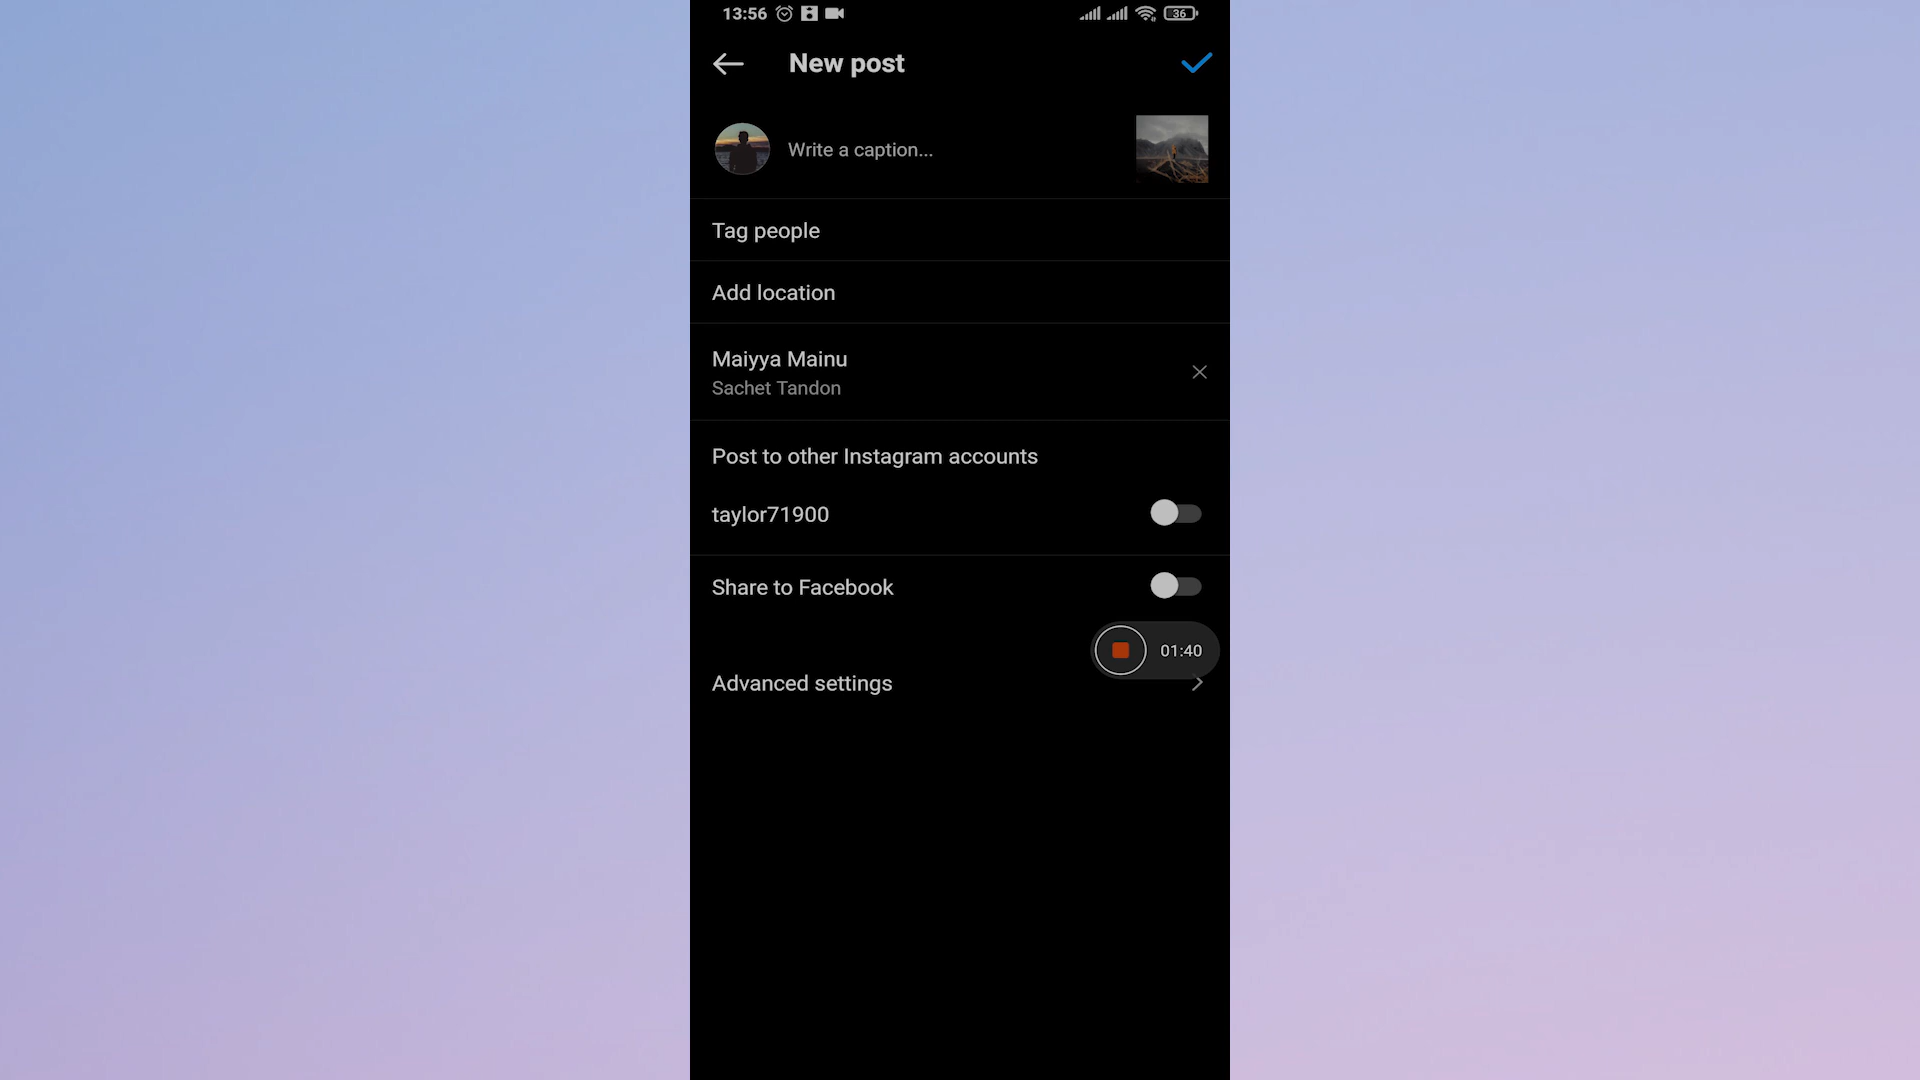 13:56
36
New post
Write a caption...
Tag people
Add location
Maiyya Mainu
Sachet Tandon
Post to other Instagram accounts
taylor71900
Share to Facebook
01:40
Advanced settings